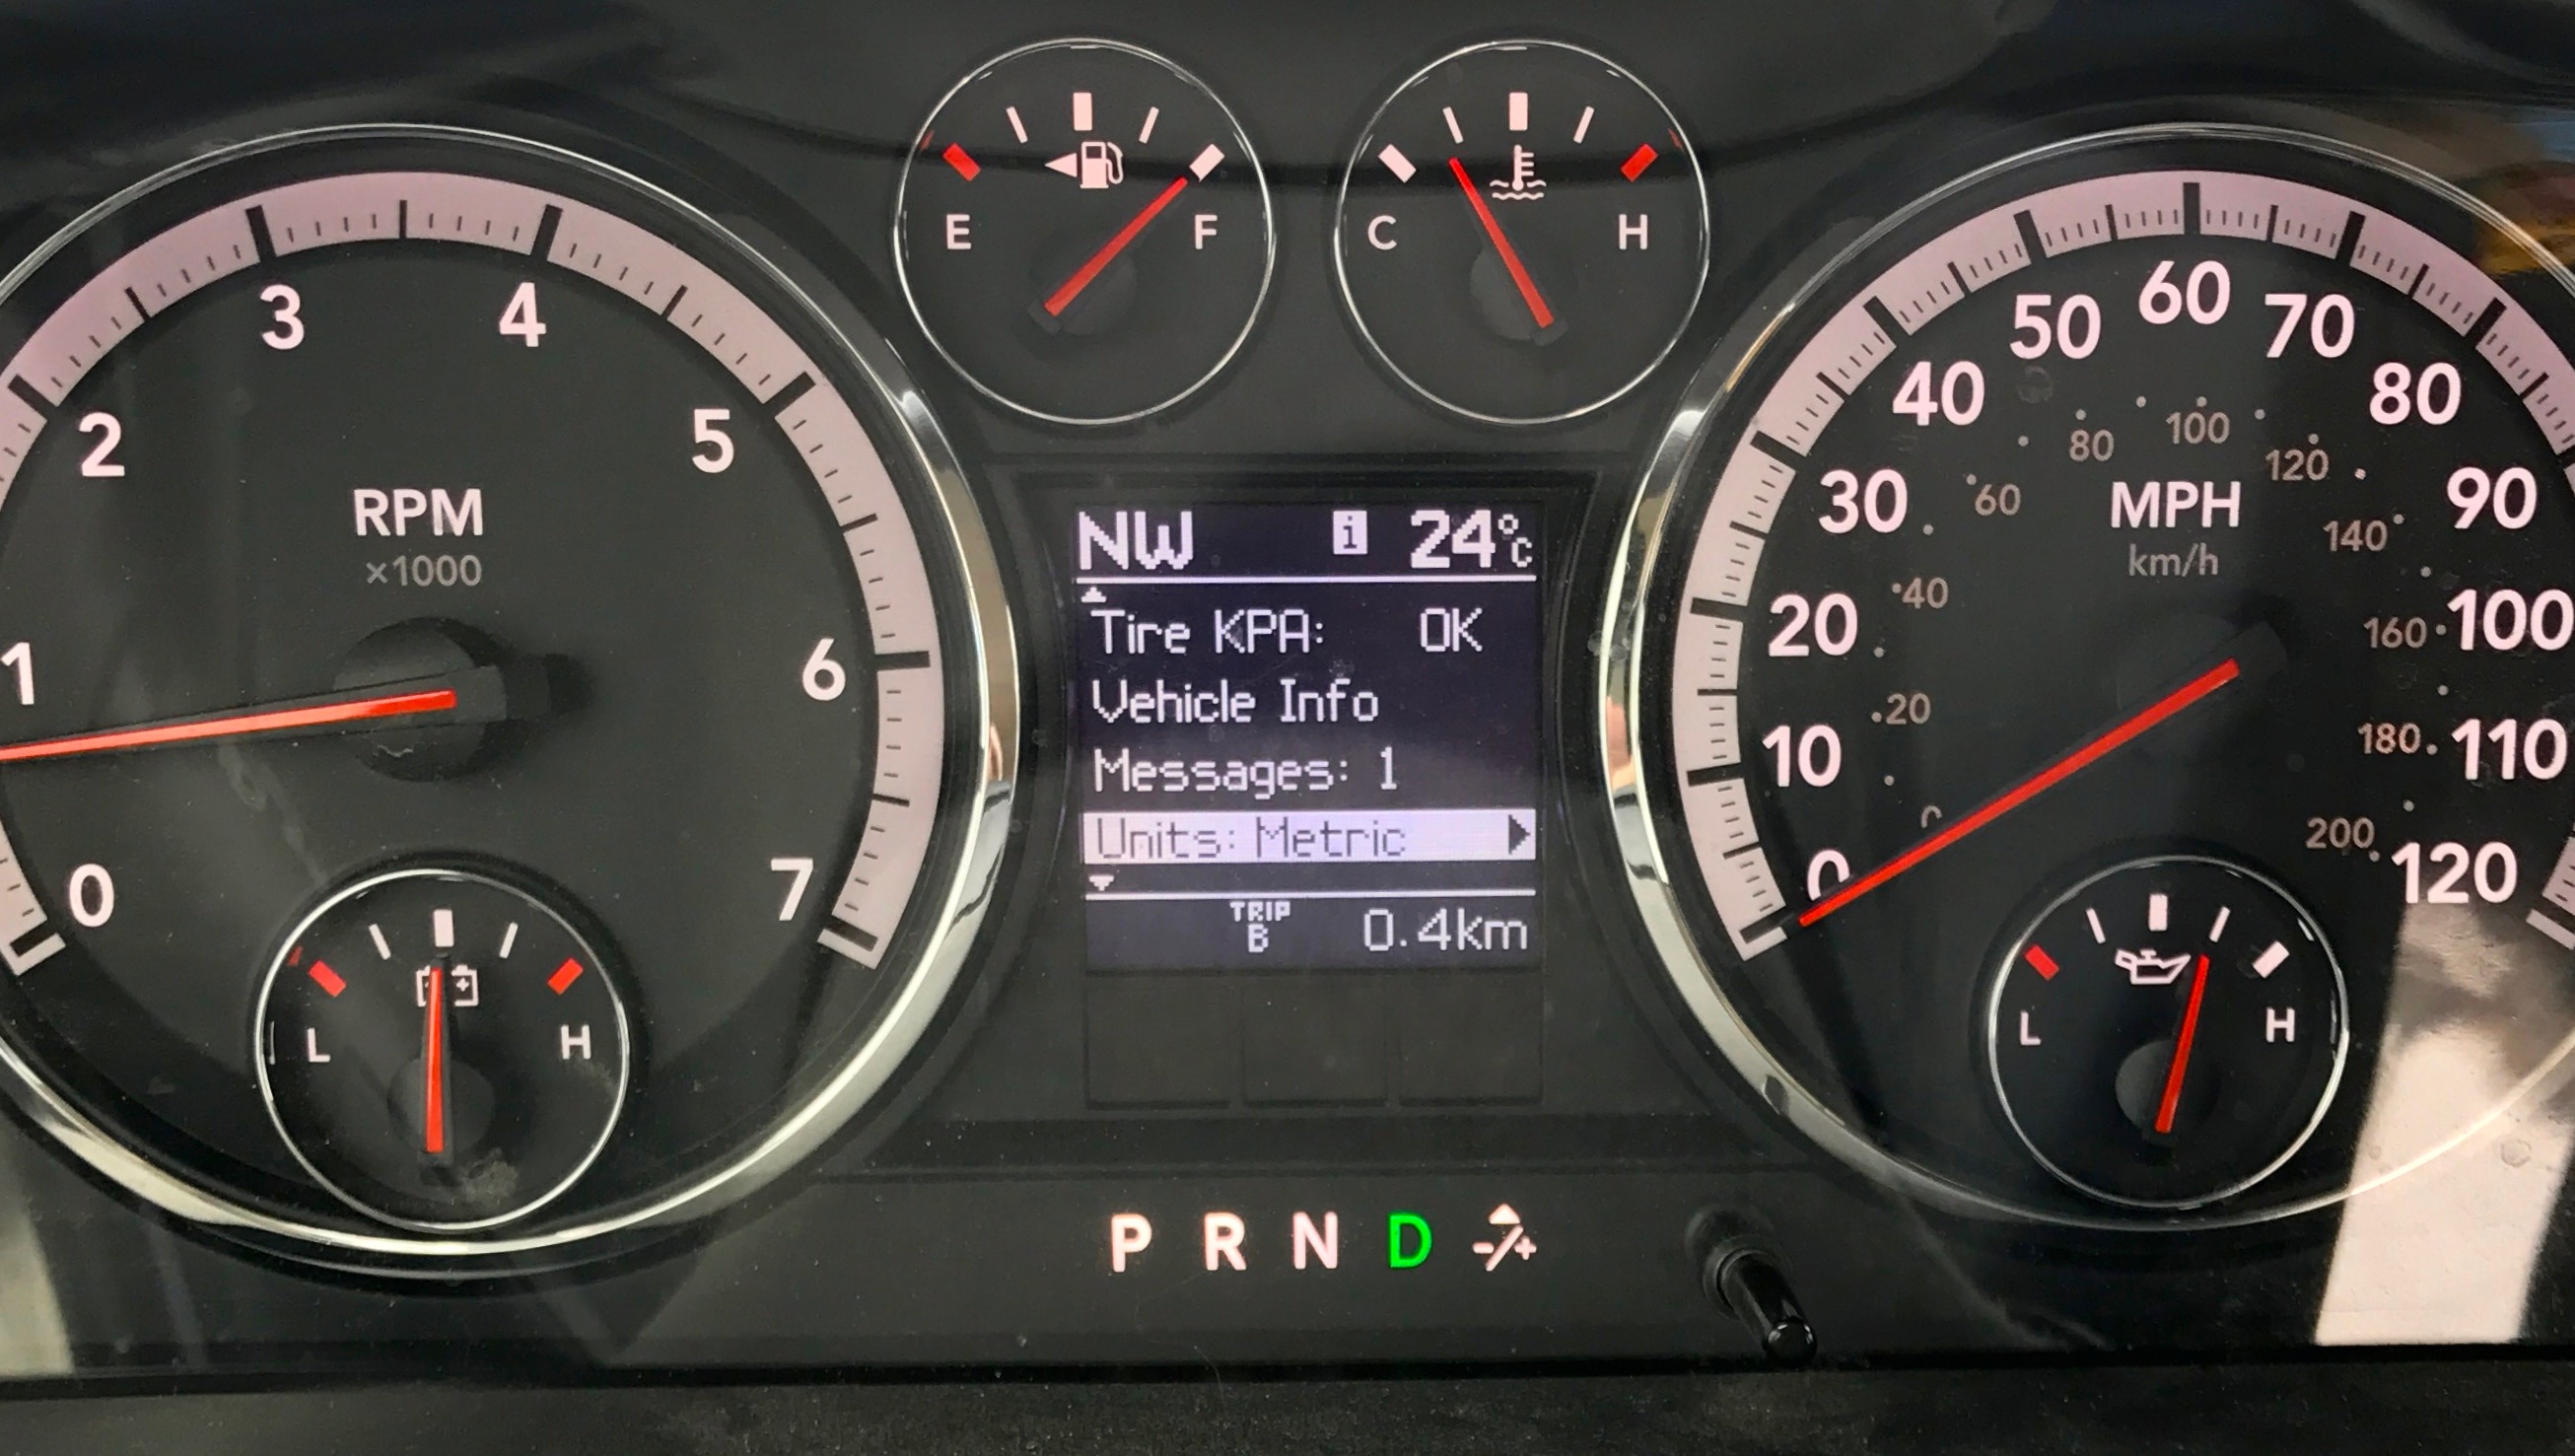 3 4
2 5
RPM
×1000
1 6
0 7
L H
E F
C H
NW i 24°C
Tire KPA: OK
Vehicle Info
Messages: 1
Units: Metric
TRIP
B 0.4km
P R N D -/+
0 10 20 30 40 50 60 70 80 90 100 110 120
0 20 40 60 80 100 120 140 160 180 200
MPH
km/h
L H